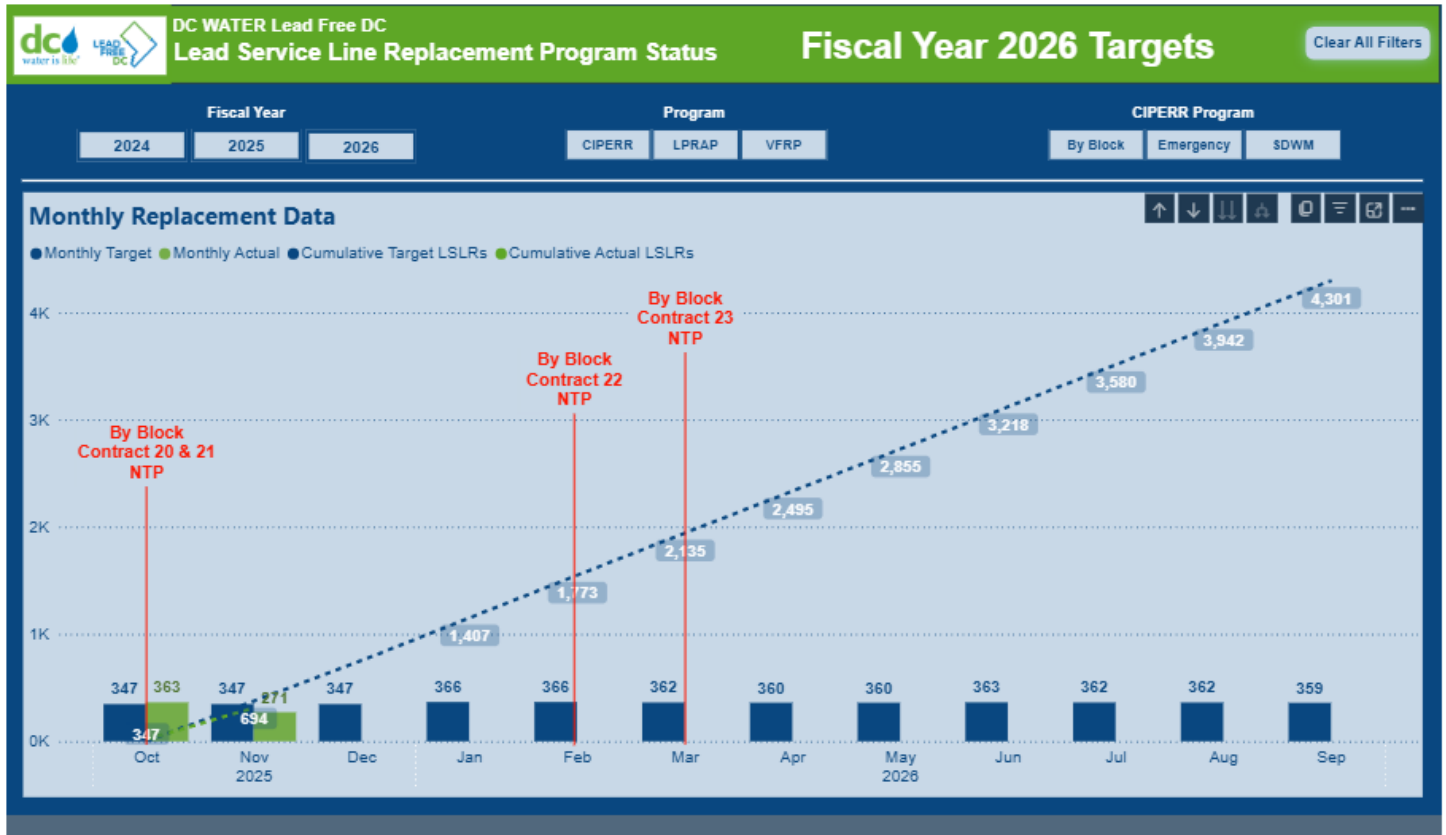 dc
water is life®
LEAD
FREE
DC
DC WATER Lead Free DC
Lead Service Line Replacement Program Status
Fiscal Year 2026 Targets
Clear All Filters
Fiscal Year
2024
2025
2026
Program
CIPERR
LPRAP
VFRP
CIPERR Program
By Block
Emergency
SDWM
Monthly Replacement Data
Monthly Target
Monthly Actual
Cumulative Target LSLRs
Cumulative Actual LSLRs
4K
3K
2K
1K
0K
By Block
Contract 20 & 21
NTP
By Block
Contract 22
NTP
By Block
Contract 23
NTP
347
694
1,407
1,773
2,135
2,495
2,855
3,218
3,580
3,942
4,301
347
363
347
271
347
366
366
362
360
360
363
362
362
359
Oct
Nov
Dec
Jan
Feb
Mar
Apr
May
Jun
Jul
Aug
Sep
2025
2026